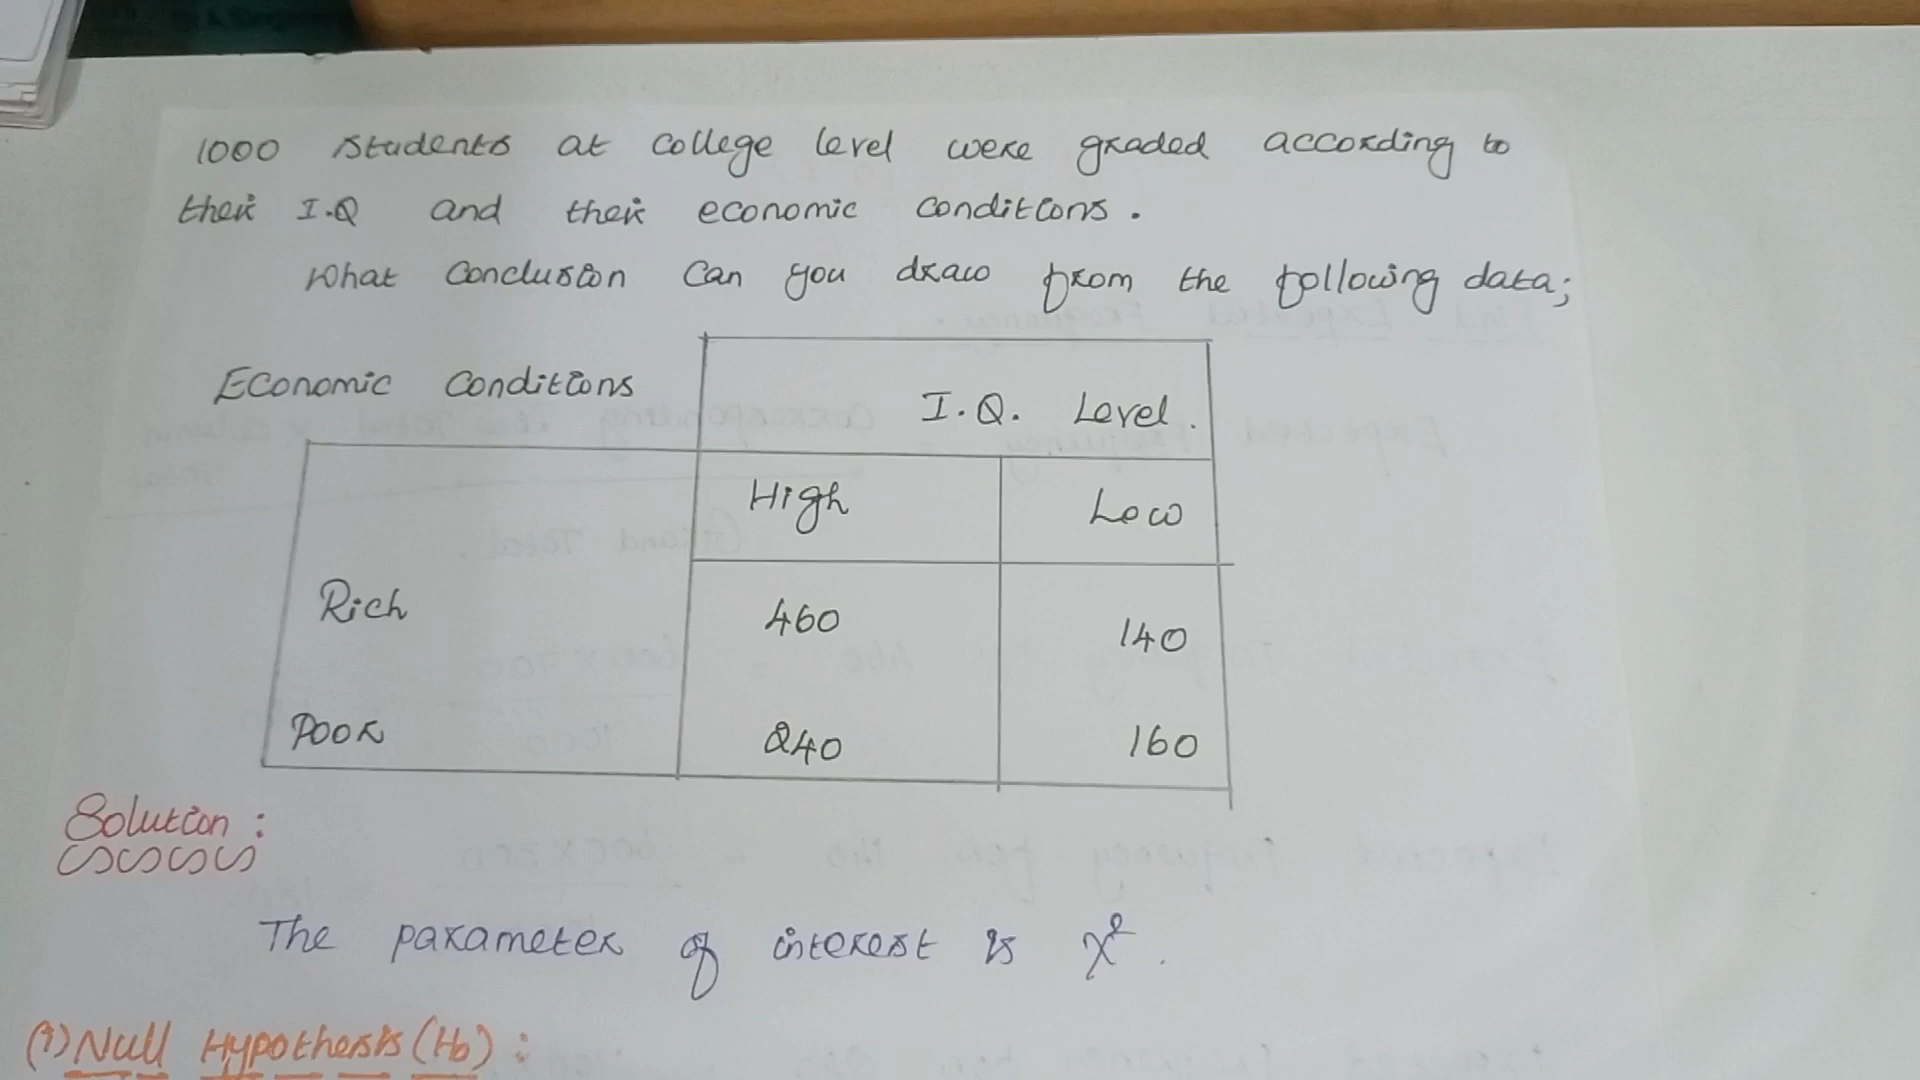 1000 students at college level were graded according to
their I.Q and their economic conditions.
What conclusion can you draw from the following data;
Economic Conditions
I.Q. Level.
High Low
Rich 460 140
Poor 240 160
Solution:
The parameter of interest is χ².
(i) Null Hypothesis (H₀):